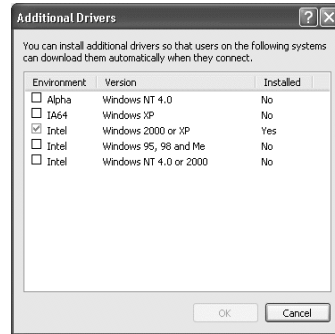 Additional Drivers
You can install additional drivers so that users on the following systems
can download them automatically when they connect.
Environment Version Installed
Alpha Windows NT 4.0 No
IA64 Windows XP No
Intel Windows 2000 or XP Yes
Intel Windows 95, 98 and Me No
Intel Windows NT 4.0 or 2000 No
OK Cancel